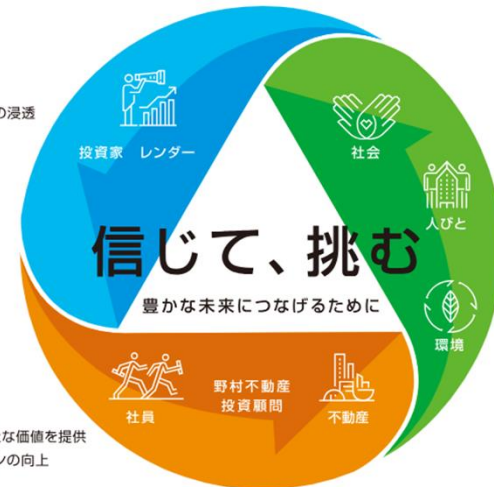 の浸透
投資家 レンダー
社会
人びと
信じて、挑む
豊かな未来につなげるために
環境
社員
野村不動産
投資顧問
不動産
な価値を提供
ンの向上